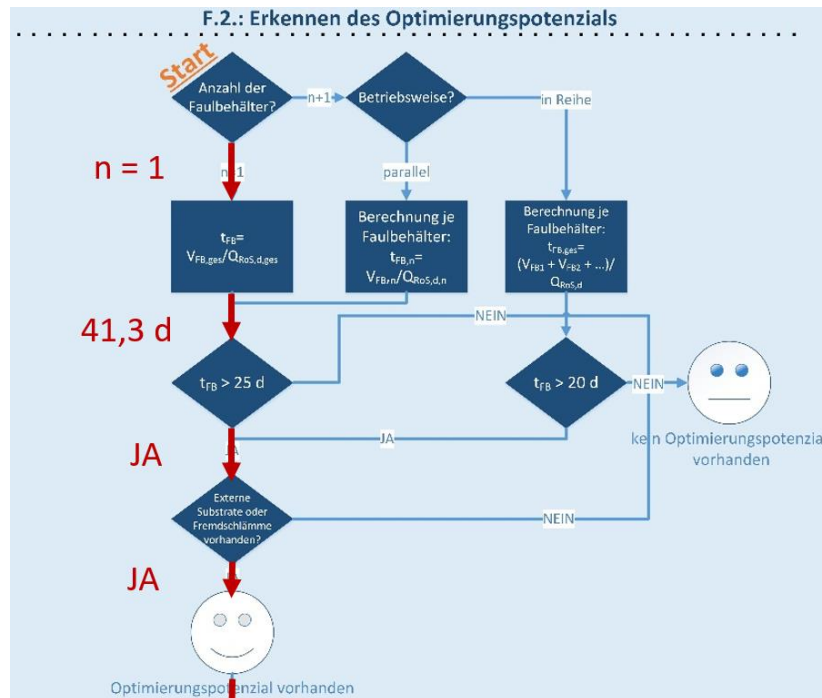 F.2.: Erkennen des Optimierungspotenzials
Start
Anzahl der
Faulbehälter?
n+1
Betriebsweise?
in Reihe
n = 1
n=1
parallel
t_FB=
V_FB,ges/Q_RoS,d,ges
Berechnung je
Faulbehälter:
t_FB,n=
V_FB,n/Q_RoS,d,n
Berechnung je
Faulbehälter:
t_FB,ges=
(V_FB1 + V_FB2 + ...)/
Q_RoS,d
41,3 d
NEIN
t_FB > 25 d
t_FB > 20 d
NEIN
kein Optimierungspotenzia
vorhanden
JA
JA
JA
Externe
Substrate oder
Fremdschlämme
vorhanden?
NEIN
JA
Optimierungspotenzial vorhanden